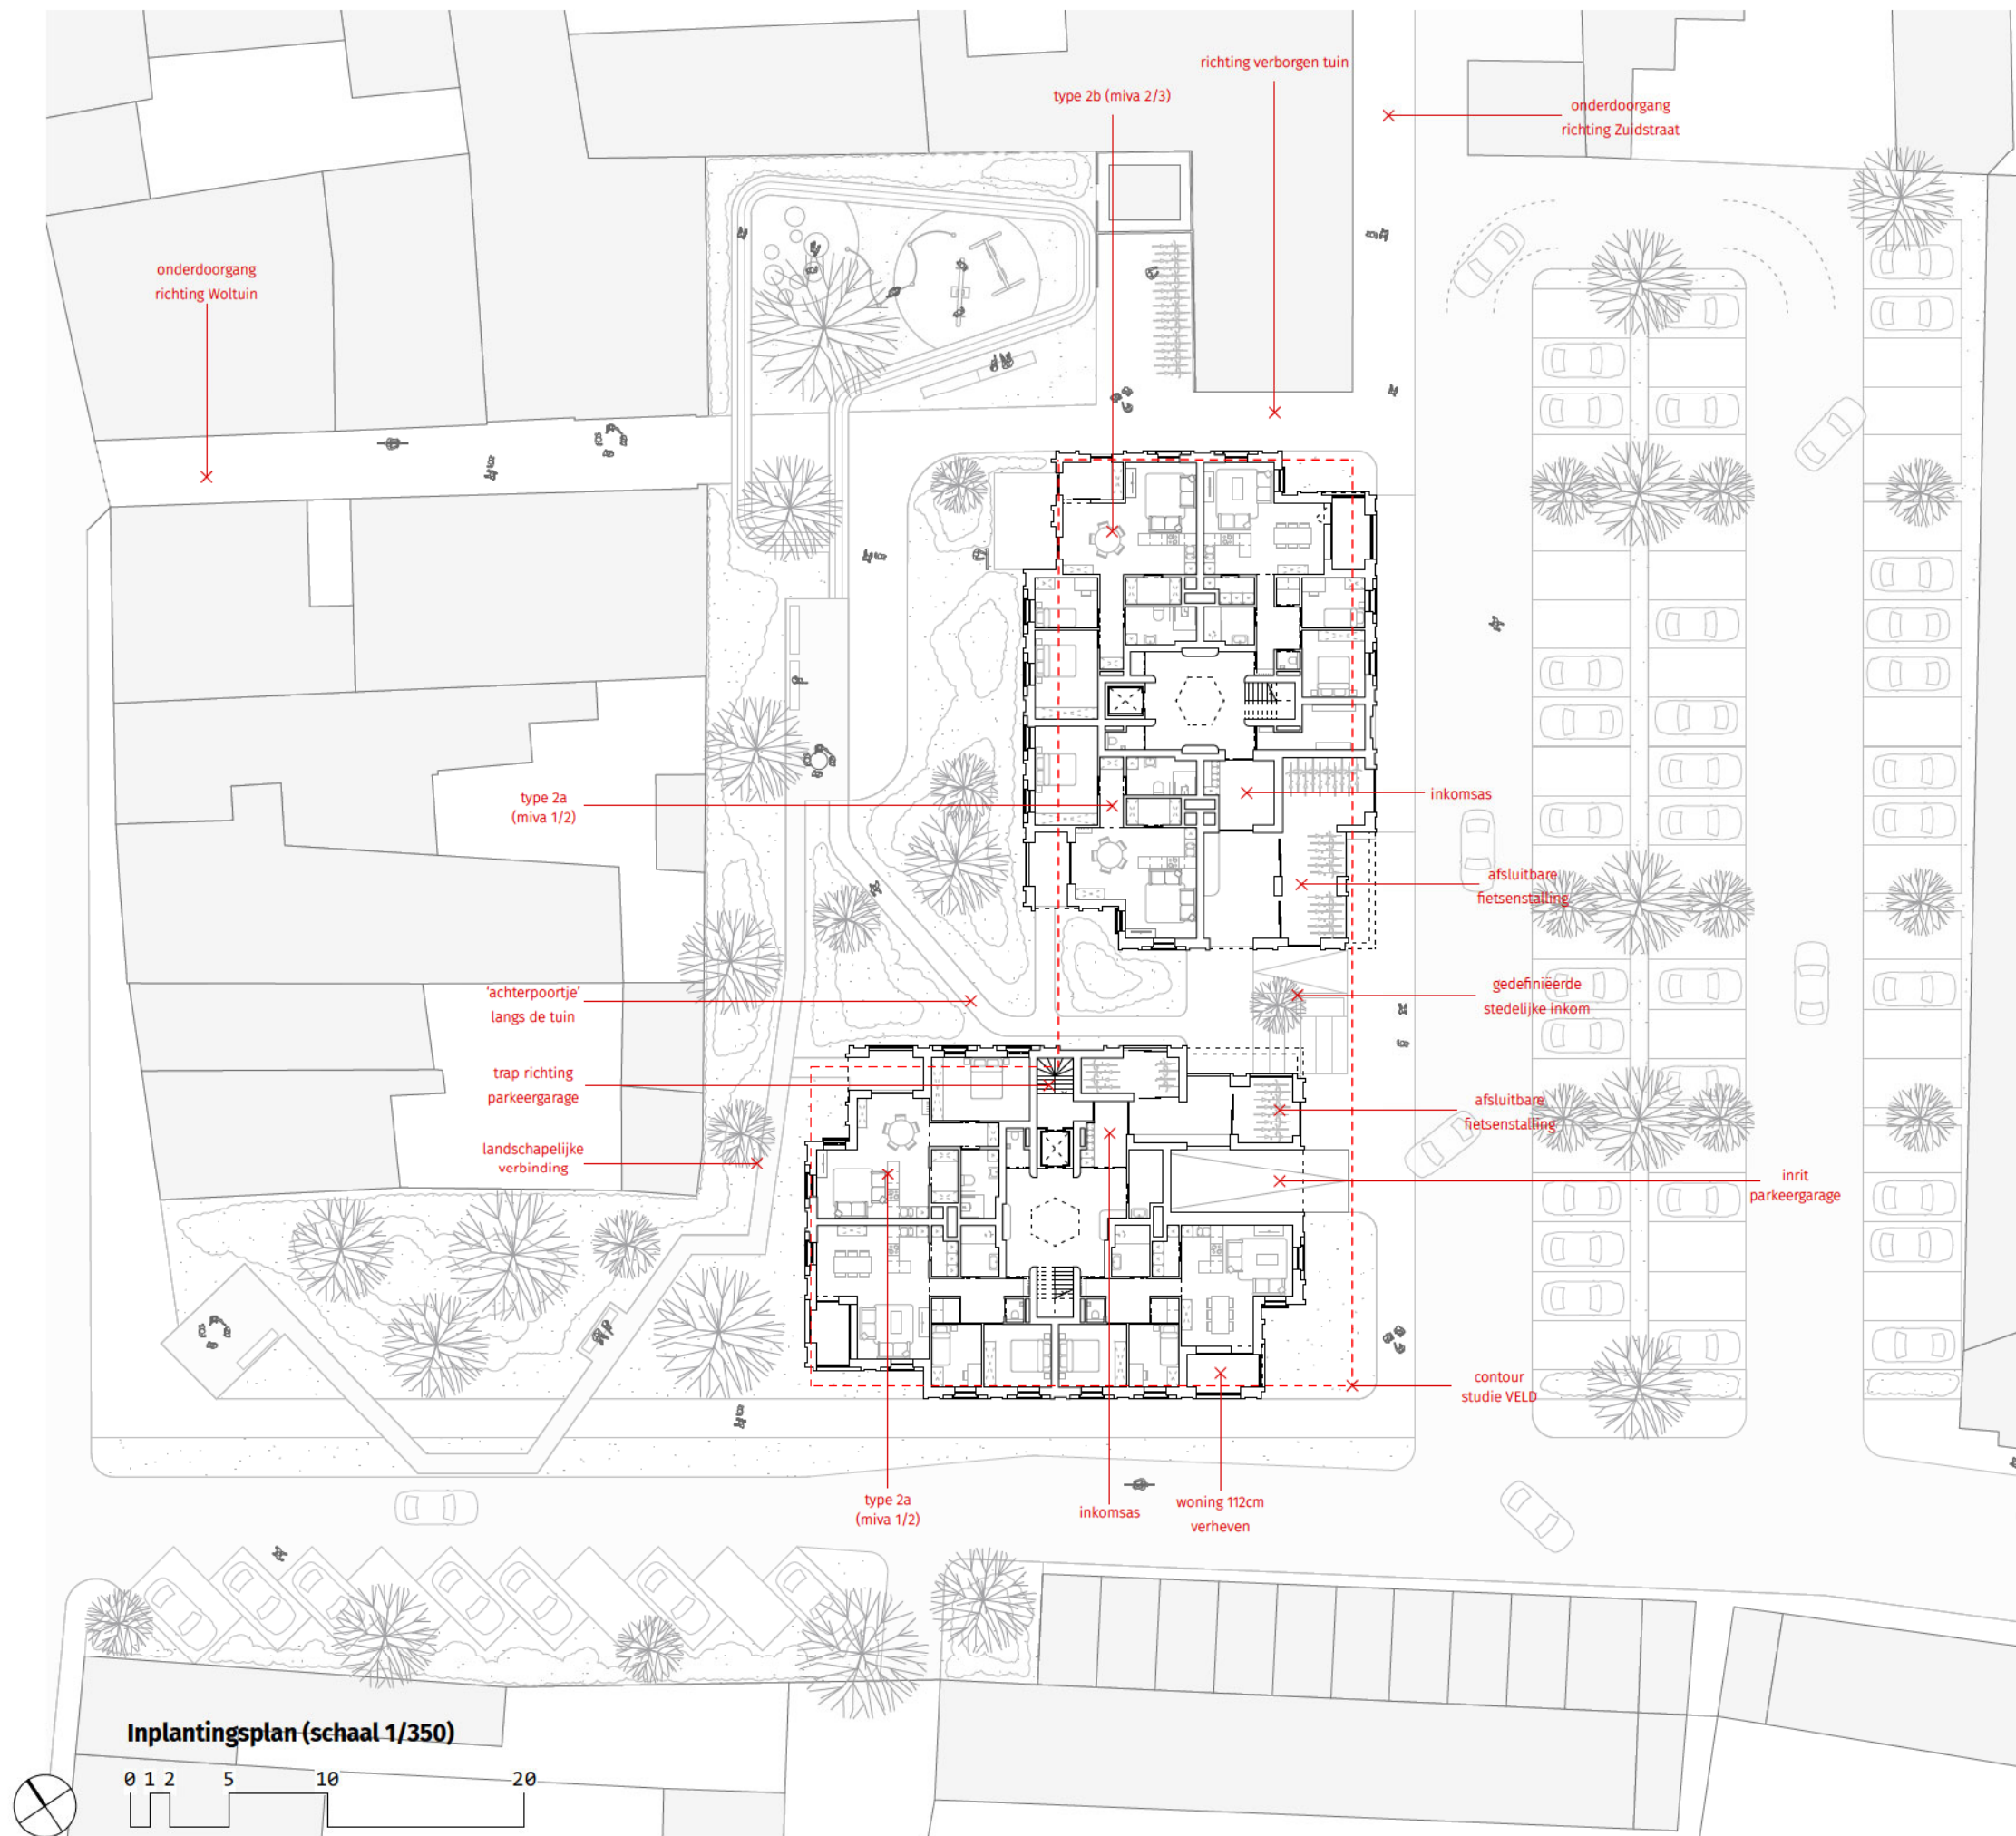 richting verborgen tuin
type 2b (miva 2/3)
onderdoorgang
richting Zuidstraat
onderdoorgang
richting Woltuin
type 2a
(miva 1/2)
inkomsas
afsluitbare
fietsenstalling
'achterpoortje'
langs de tuin
gedefinieerde
stedelijke inkom
trap richting
parkeergarage
afsluitbare
fietsenstalling
landschapelijke
verbinding
inrit
parkeergarage
contour
studie VELD
type 2a
(miva 1/2)
inkomsas
woning 112cm
verheven
Inplantingsplan (schaal 1/350)
0 1 2 5 10 20